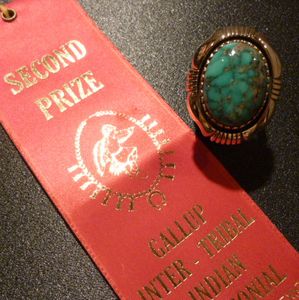 SECOND
PRIZE
GALLUP
INTER - TRIBAL
INDIAN